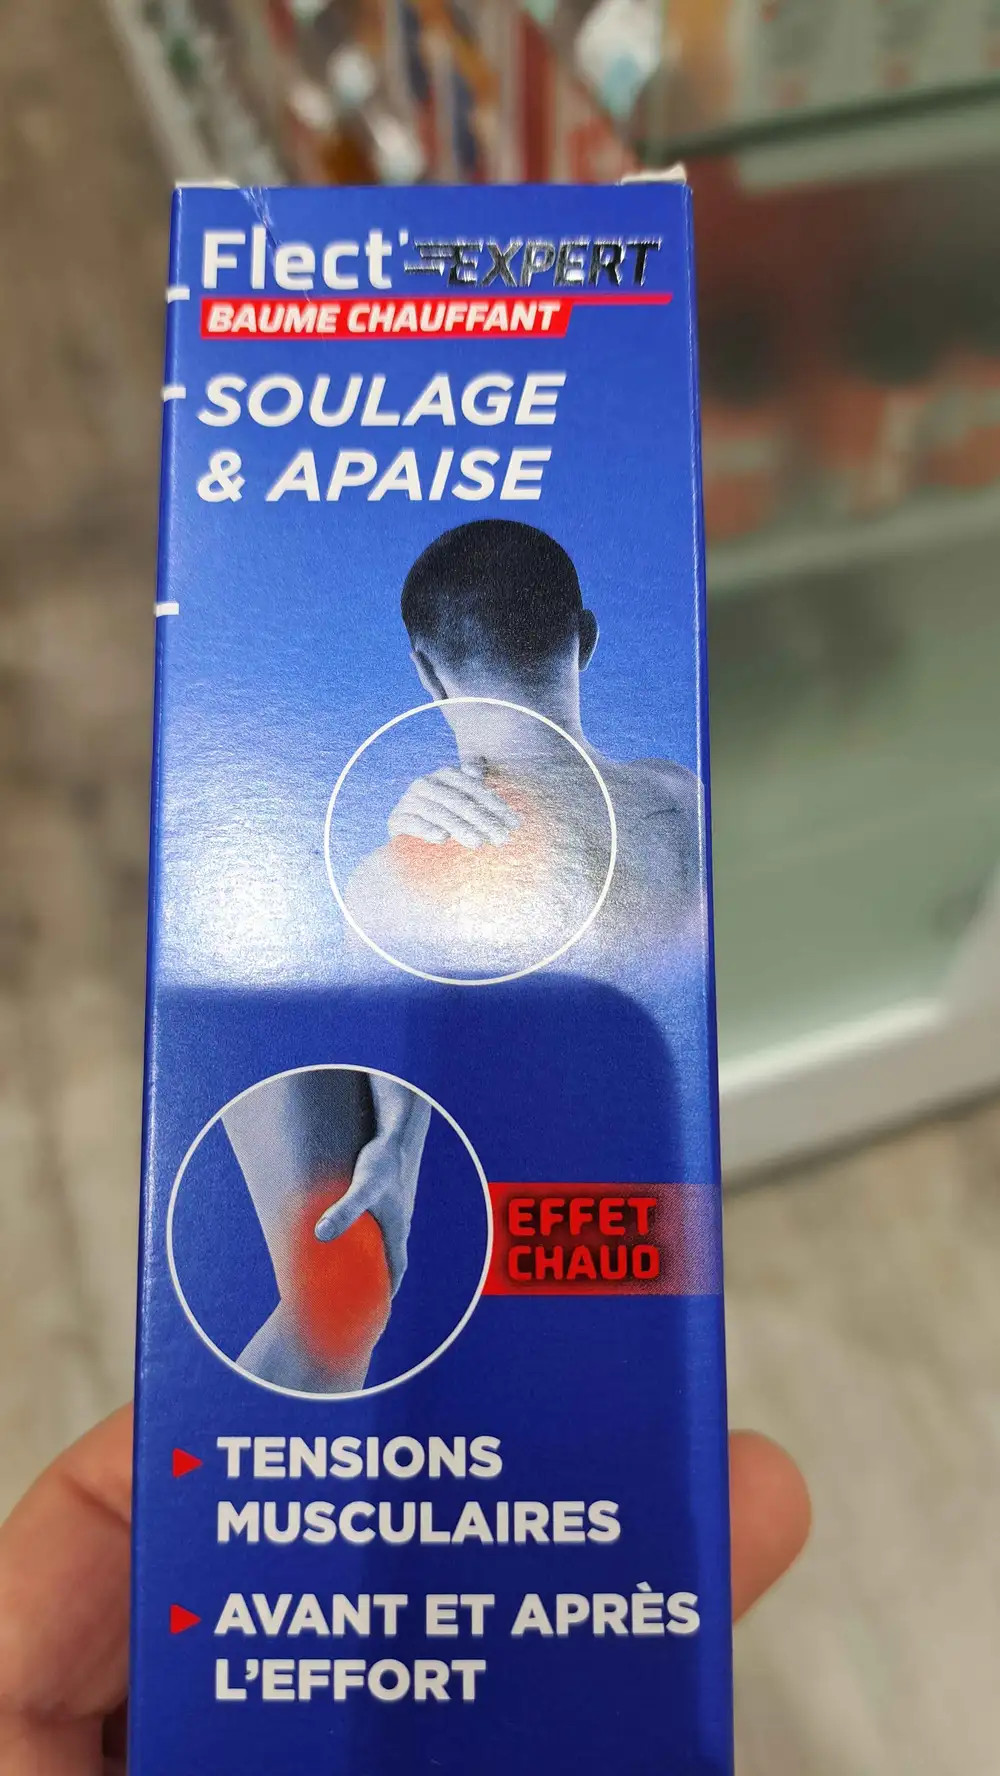 Flect'EXPERT
BAUME CHAUFFANT
SOULAGE
& APAISE
EFFET
CHAUD
TENSIONS
MUSCULAIRES
AVANT ET APRÈS
L'EFFORT